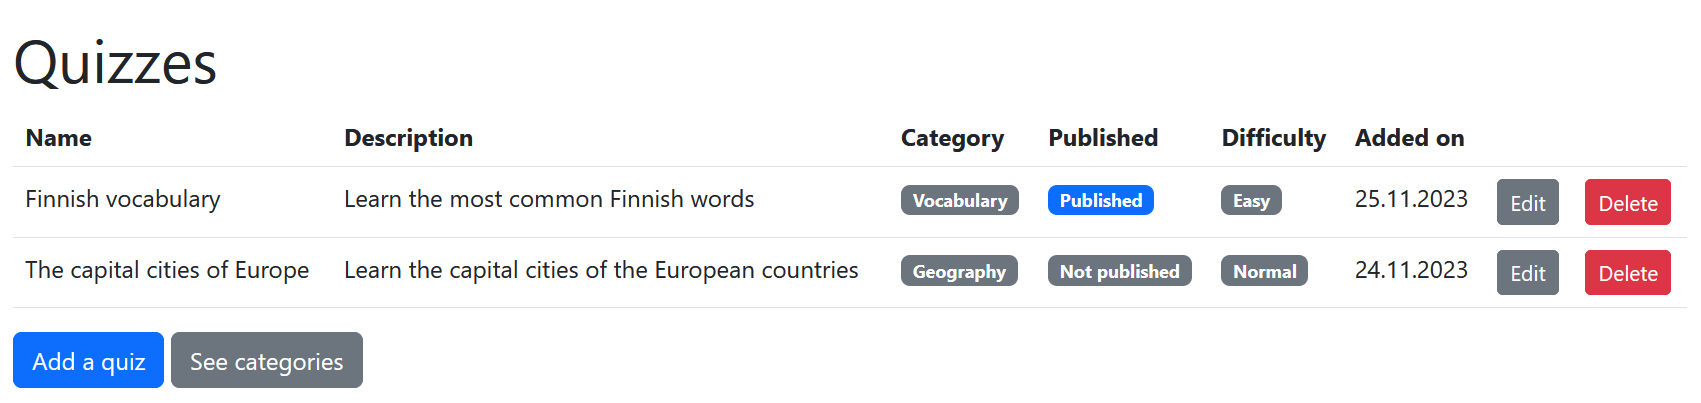 Quizzes
Name Description Category Published Difficulty Added on
Finnish vocabulary Learn the most common Finnish words Vocabulary Published Easy 25.11.2023 Edit Delete
The capital cities of Europe Learn the capital cities of the European countries Geography Not published Normal 24.11.2023 Edit Delete
Add a quiz See categories